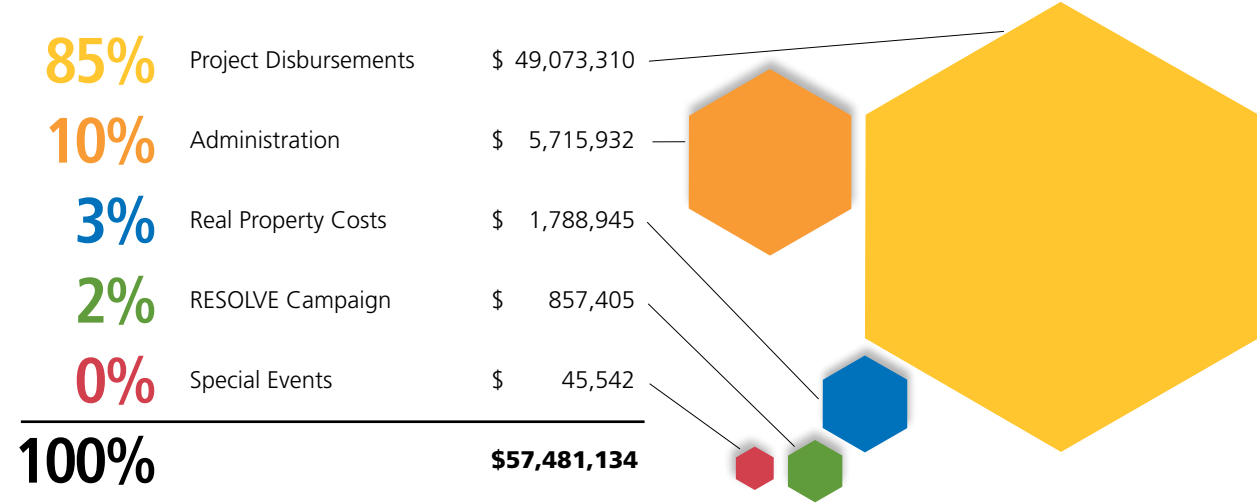 85% Project Disbursements $ 49,073,310
10% Administration $ 5,715,932
3% Real Property Costs $ 1,788,945
2% RESOLVE Campaign $ 857,405
0% Special Events $ 45,542
100% $57,481,134